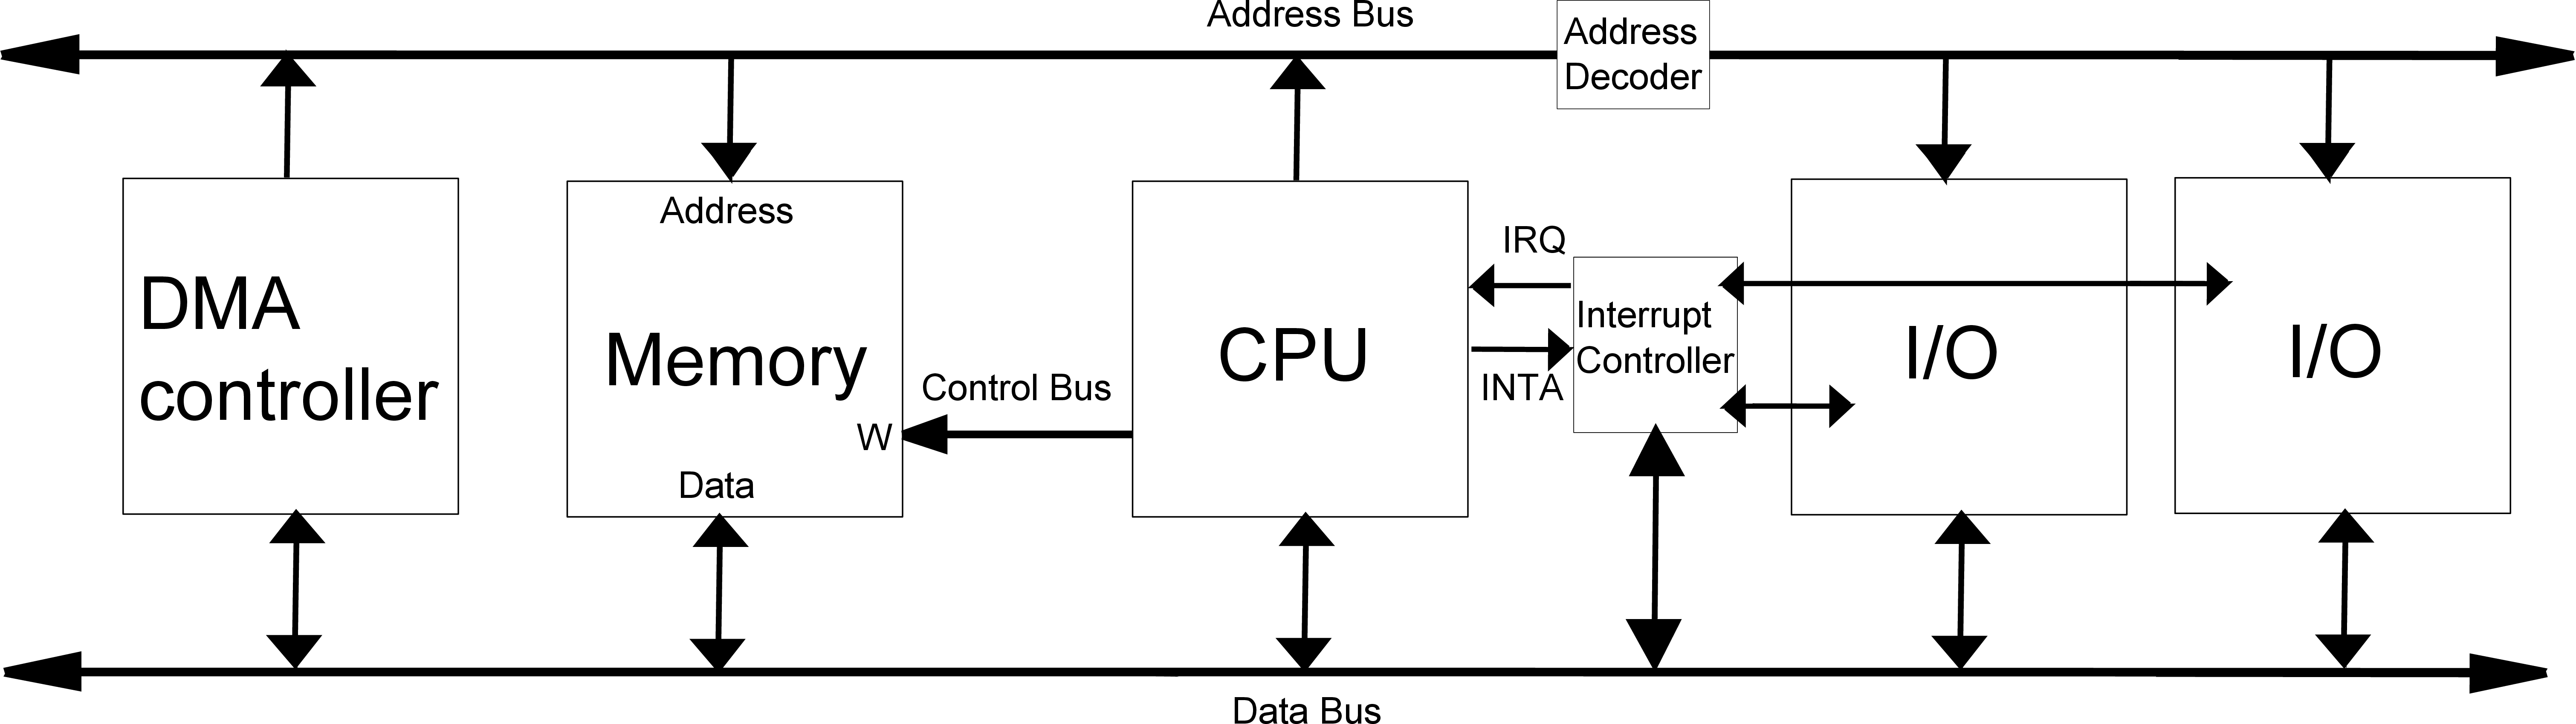 Address Bus
Address
Decoder
DMA
controller
Address
Memory
W
Data
Control Bus
CPU
IRQ
INTA
Interrupt
Controller
I/O
I/O
Data Bus